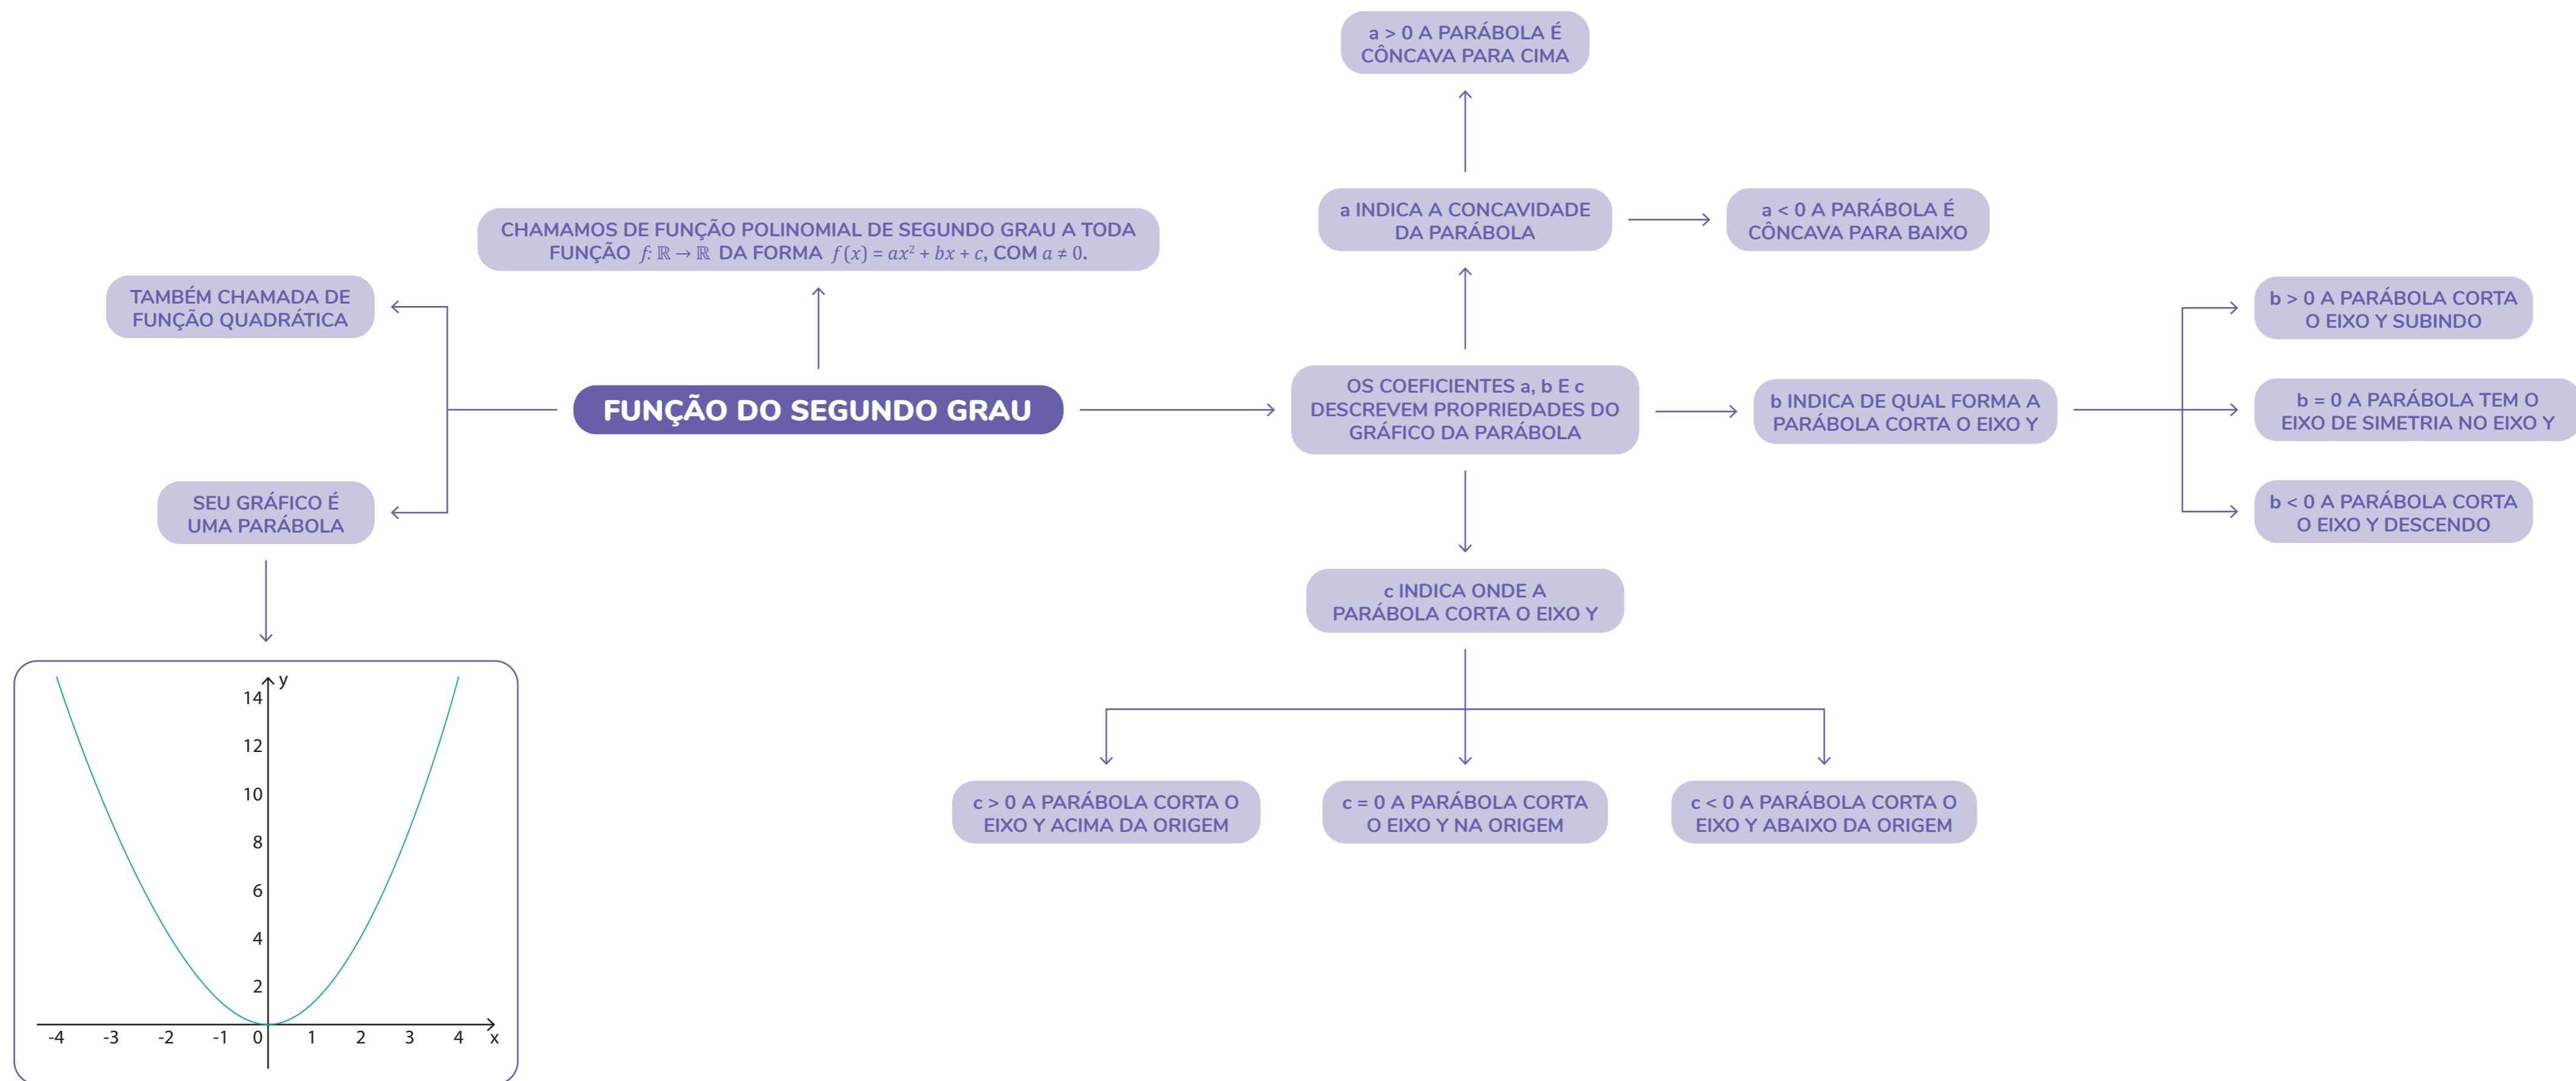 a > 0 A PARÁBOLA É
CÔNCAVA PARA CIMA
a INDICA A CONCAVIDADE
DA PARÁBOLA
a < 0 A PARÁBOLA É
CÔNCAVA PARA BAIXO
CHAMAMOS DE FUNÇÃO POLINOMIAL DE SEGUNDO GRAU A TODA
FUNÇÃO f: ℝ → ℝ DA FORMA f(x) = ax² + bx + c, COM a ≠ 0.
TAMBÉM CHAMADA DE
FUNÇÃO QUADRÁTICA
FUNÇÃO DO SEGUNDO GRAU
OS COEFICIENTES a, b E c
DESCREVEM PROPRIEDADES DO
GRÁFICO DA PARÁBOLA
b INDICA DE QUAL FORMA A
PARÁBOLA CORTA O EIXO Y
b > 0 A PARÁBOLA CORTA
O EIXO Y SUBINDO
b = 0 A PARÁBOLA TEM O
EIXO DE SIMETRIA NO EIXO Y
b < 0 A PARÁBOLA CORTA
O EIXO Y DESCENDO
SEU GRÁFICO É
UMA PARÁBOLA
c INDICA ONDE A
PARÁBOLA CORTA O EIXO Y
c > 0 A PARÁBOLA CORTA O
EIXO Y ACIMA DA ORIGEM
c = 0 A PARÁBOLA CORTA
O EIXO Y NA ORIGEM
c < 0 A PARÁBOLA CORTA O
EIXO Y ABAIXO DA ORIGEM
y
14
12
10
8
6
4
2
-4 -3 -2 -1 0 1 2 3 4 x